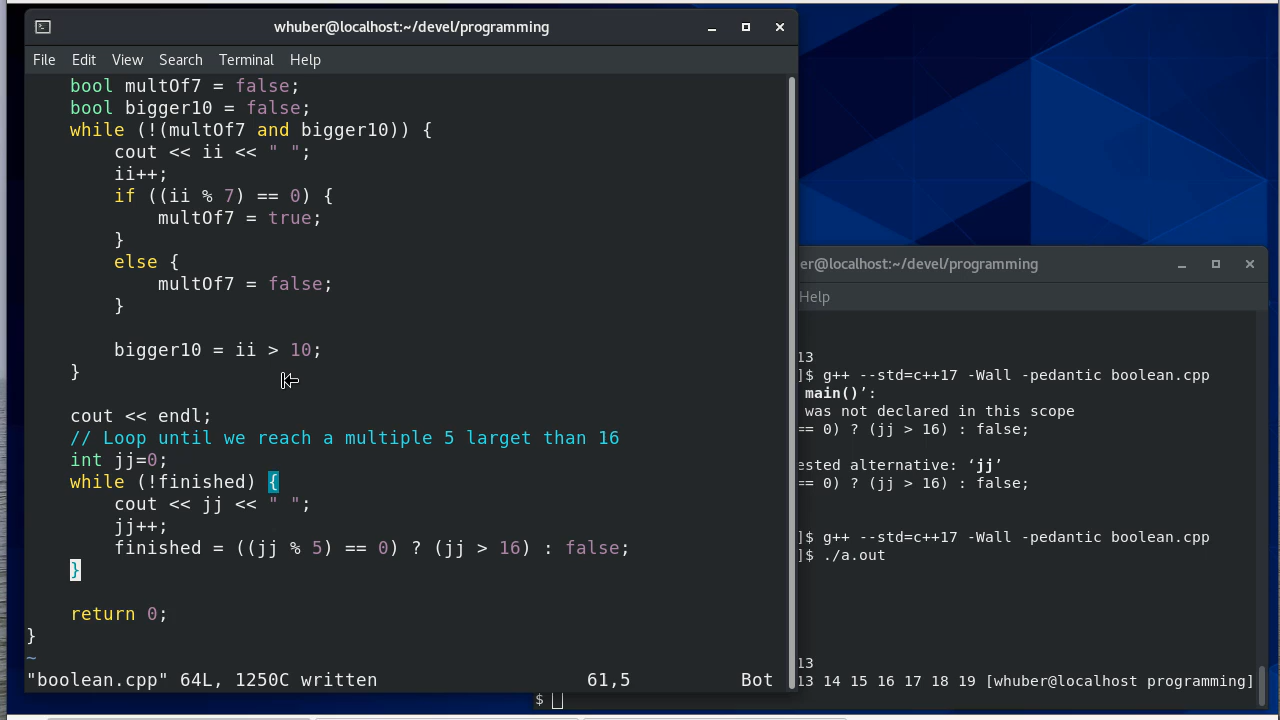 whuber@localhost:~/devel/programming
File Edit View Search Terminal Help
bool multOf7 = false;
bool bigger10 = false;
while (!(multOf7 and bigger10)) {
cout << ii << " ";
ii++;
if ((ii % 7) == 0) {
multOf7 = true;
}
else {
multOf7 = false;
}
bigger10 = ii > 10;
}
cout << endl;
// Loop until we reach a multiple 5 larget than 16
int jj=0;
while (!finished) {
cout << jj << " ";
jj++;
finished = ((jj % 5) == 0) ? (jj > 16) : false;
}
return 0;
}
~
"boolean.cpp" 64L, 1250C written 61,5 Bot
er@localhost:~/devel/programming
Help
13
]$ g++ --std=c++17 -Wall -pedantic boolean.cpp
main()’:
was not declared in this scope
== 0) ? (jj > 16) : false;
ested alternative: ‘jj’
== 0) ? (jj > 16) : false;
]$ g++ --std=c++17 -Wall -pedantic boolean.cpp
]$ ./a.out
13
13 14 15 16 17 18 19 [whuber@localhost programming]
$